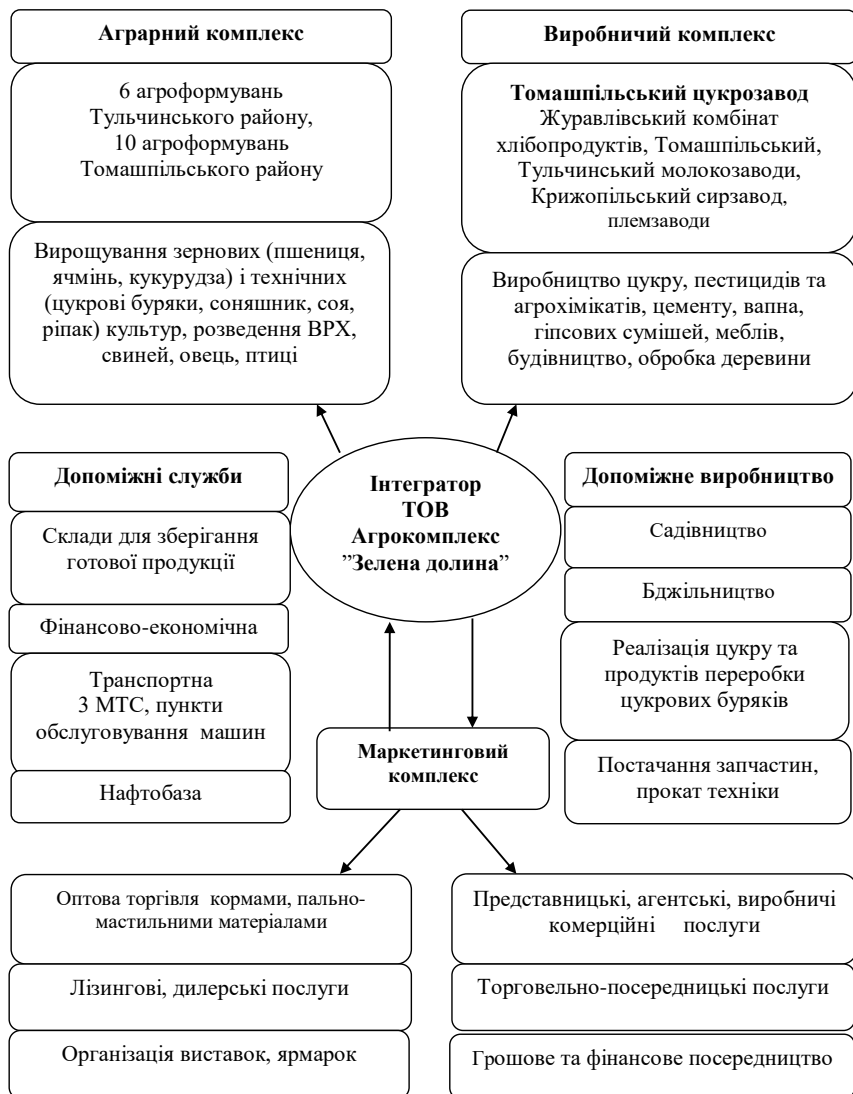 Аграрний комплекс
6 агроформувань
Тульчинського району,
10 агроформувань
Томашпільського району
Вирощування зернових (пшениця,
ячмінь, кукурудза) і технічних
(цукрові буряки, соняшник, соя,
ріпак) культур, розведення ВРХ,
свиней, овець, птиці
Виробничий комплекс
Томашпільський цукрозавод
Журавлівський комбінат
хлібопродуктів, Томашпільський,
Тульчинський молокозаводи,
Крижопільський сирзавод,
племзаводи
Виробництво цукру, пестицидів та
агрохімікатів, цементу, вапна,
гіпсових сумішей, меблів,
будівництво, обробка деревини
Інтегратор
ТОВ
Агрокомплекс
”Зелена долина”
Допоміжні служби
Склади для зберігання
готової продукції
Фінансово-економічна
Транспортна
3 МТС, пункти
обслуговування машин
Нафтобаза
Допоміжне виробництво
Садівництво
Бджільництво
Реалізація цукру та
продуктів переробки
цукрових буряків
Постачання запчастин,
прокат техніки
Маркетинговий
комплекс
Оптова торгівля кормами, пально-
мастильними матеріалами
Лізингові, дилерські послуги
Організація виставок, ярмарок
Представницькі, агентські, виробничі
комерційні послуги
Торговельно-посередницькі послуги
Грошове та фінансове посередництво